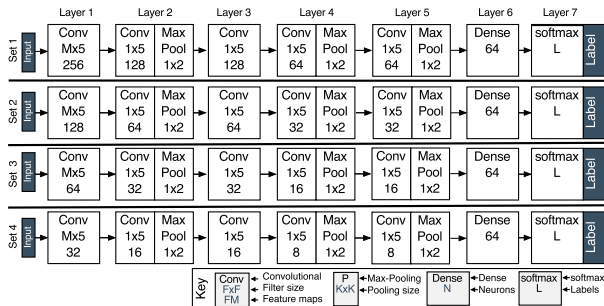 Layer 1 Layer 2 Layer 3 Layer 4 Layer 5 Layer 6 Layer 7
Set 1
Input
Conv Conv Max Conv Conv Max Conv Max Dense softmax
Mx5 1x5 Pool 1x5 1x5 Pool 1x5 Pool 64 L
256 128 1x2 128 64 1x2 64 1x2
Label
Set 2
Input
Conv Conv Max Conv Conv Max Conv Max Dense softmax
Mx5 1x5 Pool 1x5 1x5 Pool 1x5 Pool 64 L
128 64 1x2 64 32 1x2 32 1x2
Label
Set 3
Input
Conv Conv Max Conv Conv Max Conv Max Dense softmax
Mx5 1x5 Pool 1x5 1x5 Pool 1x5 Pool 64 L
64 32 1x2 32 16 1x2 16 1x2
Label
Set 4
Input
Conv Conv Max Conv Conv Max Conv Max Dense softmax
Mx5 1x5 Pool 1x5 1x5 Pool 1x5 Pool 64 L
32 16 1x2 16 8 1x2 8 1x2
Label
Key
Conv Convolutional
FxF Filter size
FM Feature maps
P Max-Pooling
KxK Pooling size
Dense Dense
N Neurons
softmax softmax
L Labels